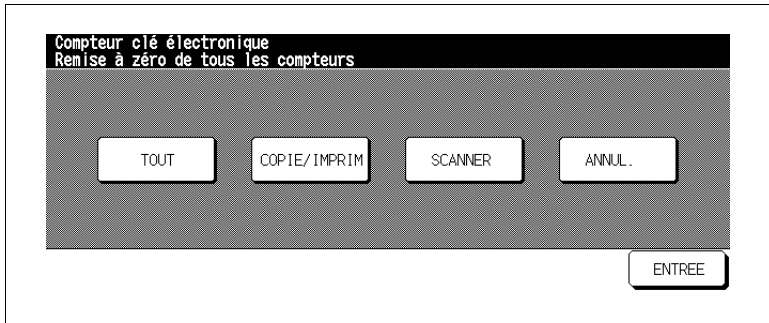 Compteur clé électronique
Remise à zéro de tous les compteurs
TOUT
COPIE/IMPRIM
SCANNER
ANNUL.
ENTREE